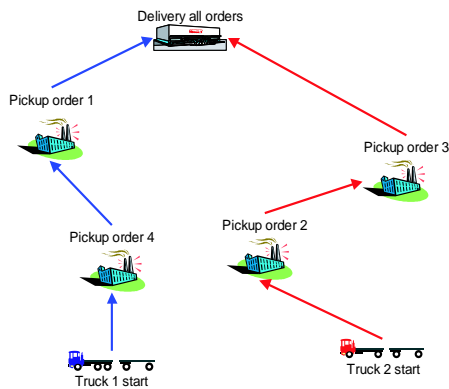 Delivery all orders
Pickup order 1
Pickup order 3
Pickup order 4
Pickup order 2
Truck 1 start
Truck 2 start